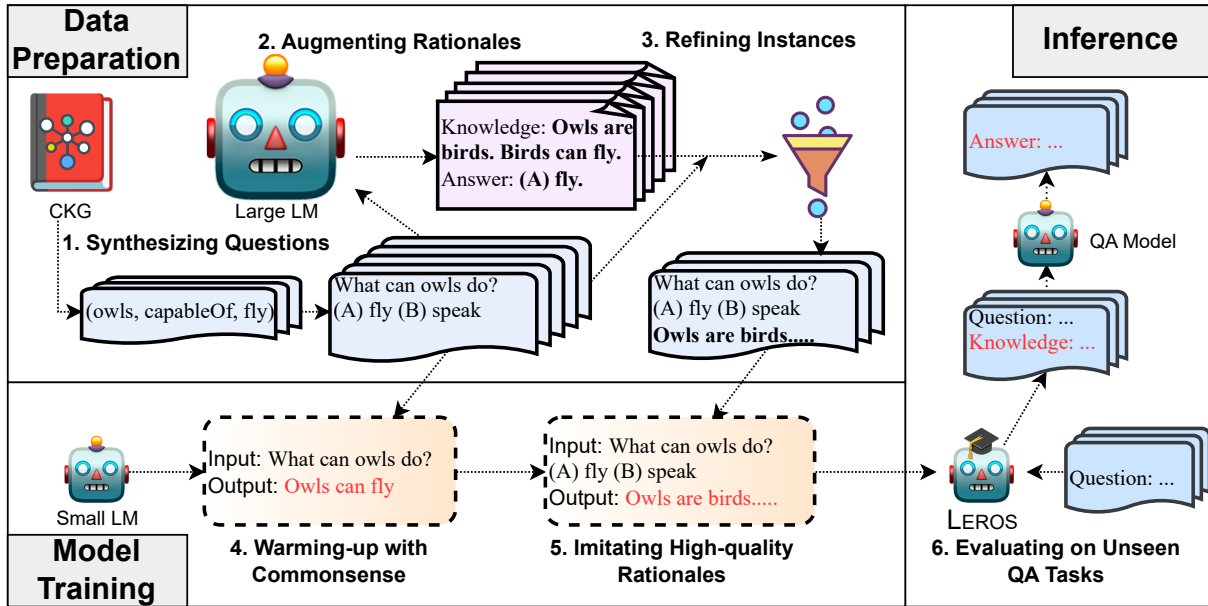 Data
Preparation
2. Augmenting Rationales
3. Refining Instances
Knowledge: Owls are
birds. Birds can fly.
Answer: (A) fly.
CKG
Large LM
1. Synthesizing Questions
(owls, capableOf, fly)
What can owls do?
(A) fly (B) speak
What can owls do?
(A) fly (B) speak
Owls are birds.....
Small LM
Input: What can owls do?
Output: Owls can fly
4. Warming-up with
Commonsense
Input: What can owls do?
(A) fly (B) speak
Output: Owls are birds.....
5. Imitating High-quality
Rationales
Model
Training
Inference
Answer: ...
QA Model
Question: ...
Knowledge: ...
Question: ...
LEROS
6. Evaluating on Unseen
QA Tasks